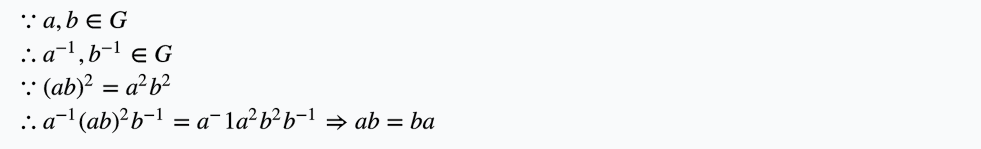 ∵ a, b ∈ G
∴ a⁻¹, b⁻¹ ∈ G
∵ (ab)² = a²b²
∴ a⁻¹(ab)²b⁻¹ = a⁻1a²b²b⁻¹ ⇒ ab = ba